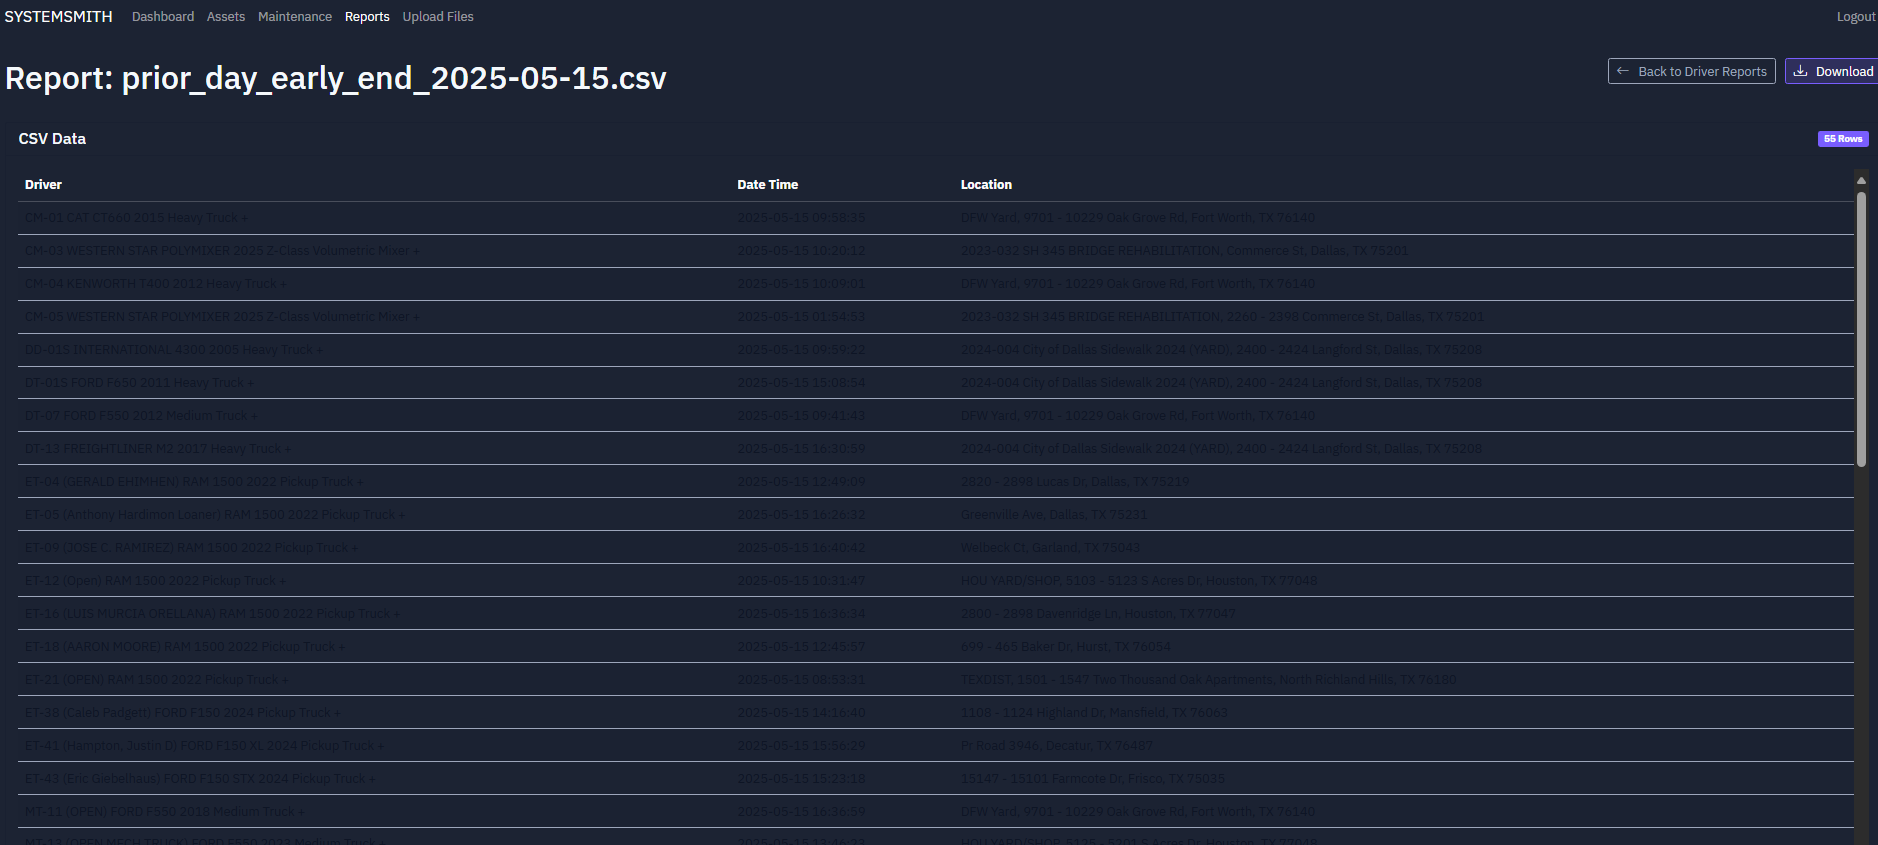 SYSTEMSMITH Dashboard Assets Maintenance Reports Upload Files Logout
Report: prior_day_early_end_2025-05-15.csv Back to Driver Reports Download
CSV Data 55 Rows
Driver Date Time Location
CM-01 CAT CT660 2015 Heavy Truck + 2025-05-15 09:58:35 DFW Yard, 9701 - 10229 Oak Grove Rd, Fort Worth, TX 76140
CM-03 WESTERN STAR POLYMIXER 2025 Z-Class Volumetric Mixer + 2025-05-15 10:20:12 2023-032 SH 345 BRIDGE REHABILITATION, Commerce St, Dallas, TX 75201
CM-04 KENWORTH T400 2012 Heavy Truck + 2025-05-15 10:09:01 DFW Yard, 9701 - 10229 Oak Grove Rd, Fort Worth, TX 76140
CM-05 WESTERN STAR POLYMIXER 2025 Z-Class Volumetric Mixer + 2025-05-15 01:54:53 2023-032 SH 345 BRIDGE REHABILITATION, 2260 - 2398 Commerce St, Dallas, TX 75201
DD-01S INTERNATIONAL 4300 2005 Heavy Truck + 2025-05-15 09:59:22 2024-004 City of Dallas Sidewalk 2024 (YARD), 2400 - 2424 Langford St, Dallas, TX 75208
DT-01S FORD F650 2011 Heavy Truck + 2025-05-15 15:08:54 2024-004 City of Dallas Sidewalk 2024 (YARD), 2400 - 2424 Langford St, Dallas, TX 75208
DT-07 FORD F550 2012 Medium Truck + 2025-05-15 09:41:43 DFW Yard, 9701 - 10229 Oak Grove Rd, Fort Worth, TX 76140
DT-13 FREIGHTLINER M2 2017 Heavy Truck + 2025-05-15 16:30:59 2024-004 City of Dallas Sidewalk 2024 (YARD), 2400 - 2424 Langford St, Dallas, TX 75208
ET-04 (GERALD EHIMHEN) RAM 1500 2022 Pickup Truck + 2025-05-15 12:49:09 2820 - 2898 Lucas Dr, Dallas, TX 75219
ET-05 (Anthony Hardimon Loaner) RAM 1500 2022 Pickup Truck + 2025-05-15 16:26:32 Greenville Ave, Dallas, TX 75231
ET-09 (JOSE C. RAMIREZ) RAM 1500 2022 Pickup Truck + 2025-05-15 16:40:42 Welbeck Ct, Garland, TX 75043
ET-12 (Open) RAM 1500 2022 Pickup Truck + 2025-05-15 10:31:47 HOU YARD/SHOP, 5103 - 5123 S Acres Dr, Houston, TX 77048
ET-16 (LUIS MURCIA ORELLANA) RAM 1500 2022 Pickup Truck + 2025-05-15 16:36:34 2800 - 2898 Davenridge Ln, Houston, TX 77047
ET-18 (AARON MOORE) RAM 1500 2022 Pickup Truck + 2025-05-15 12:45:57 699 - 465 Baker Dr, Hurst, TX 76054
ET-21 (OPEN) RAM 1500 2022 Pickup Truck + 2025-05-15 08:53:31 TEXDIST, 1501 - 1547 Two Thousand Oak Apartments, North Richland Hills, TX 76180
ET-38 (Caleb Padgett) FORD F150 2024 Pickup Truck + 2025-05-15 14:16:40 1108 - 1124 Highland Dr, Mansfield, TX 76063
ET-41 (Hampton, Justin D) FORD F150 XL 2024 Pickup Truck + 2025-05-15 15:56:29 Pr Road 3946, Decatur, TX 76487
ET-43 (Eric Giebelhaus) FORD F150 STX 2024 Pickup Truck + 2025-05-15 15:23:18 15147 - 15101 Farmcote Dr, Frisco, TX 75035
MT-11 (OPEN) FORD F550 2018 Medium Truck + 2025-05-15 16:36:59 DFW Yard, 9701 - 10229 Oak Grove Rd, Fort Worth, TX 76140